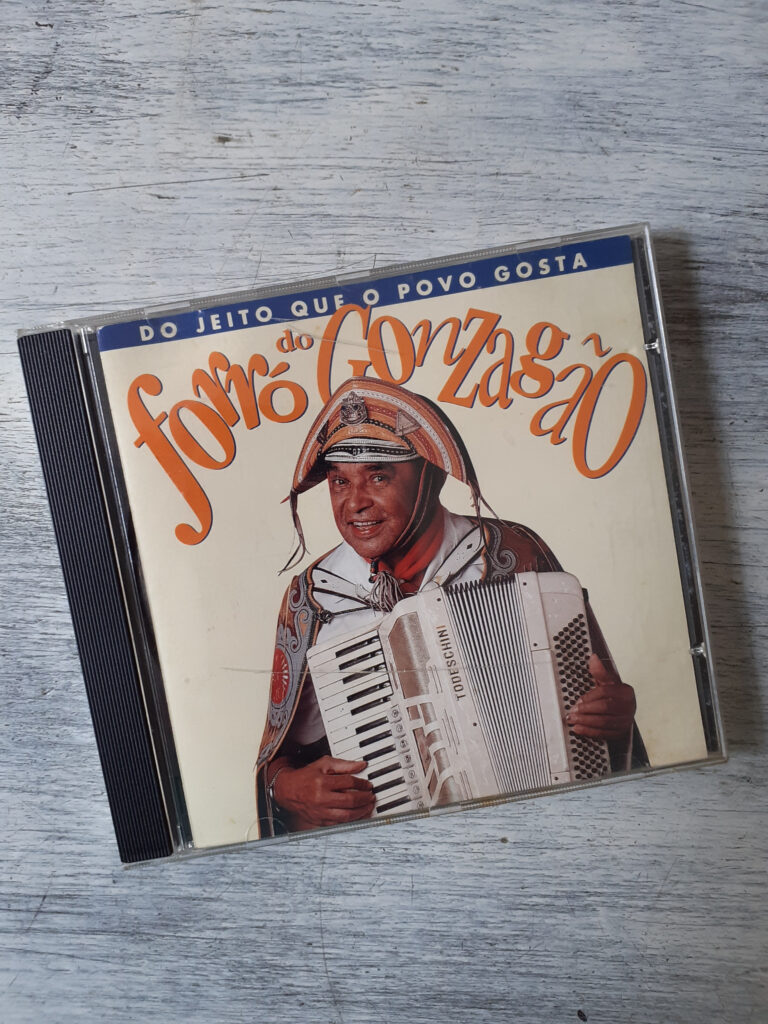 DO JEITO QUE O POVO GOSTA
forró do Gonzagão
TODESCHINI